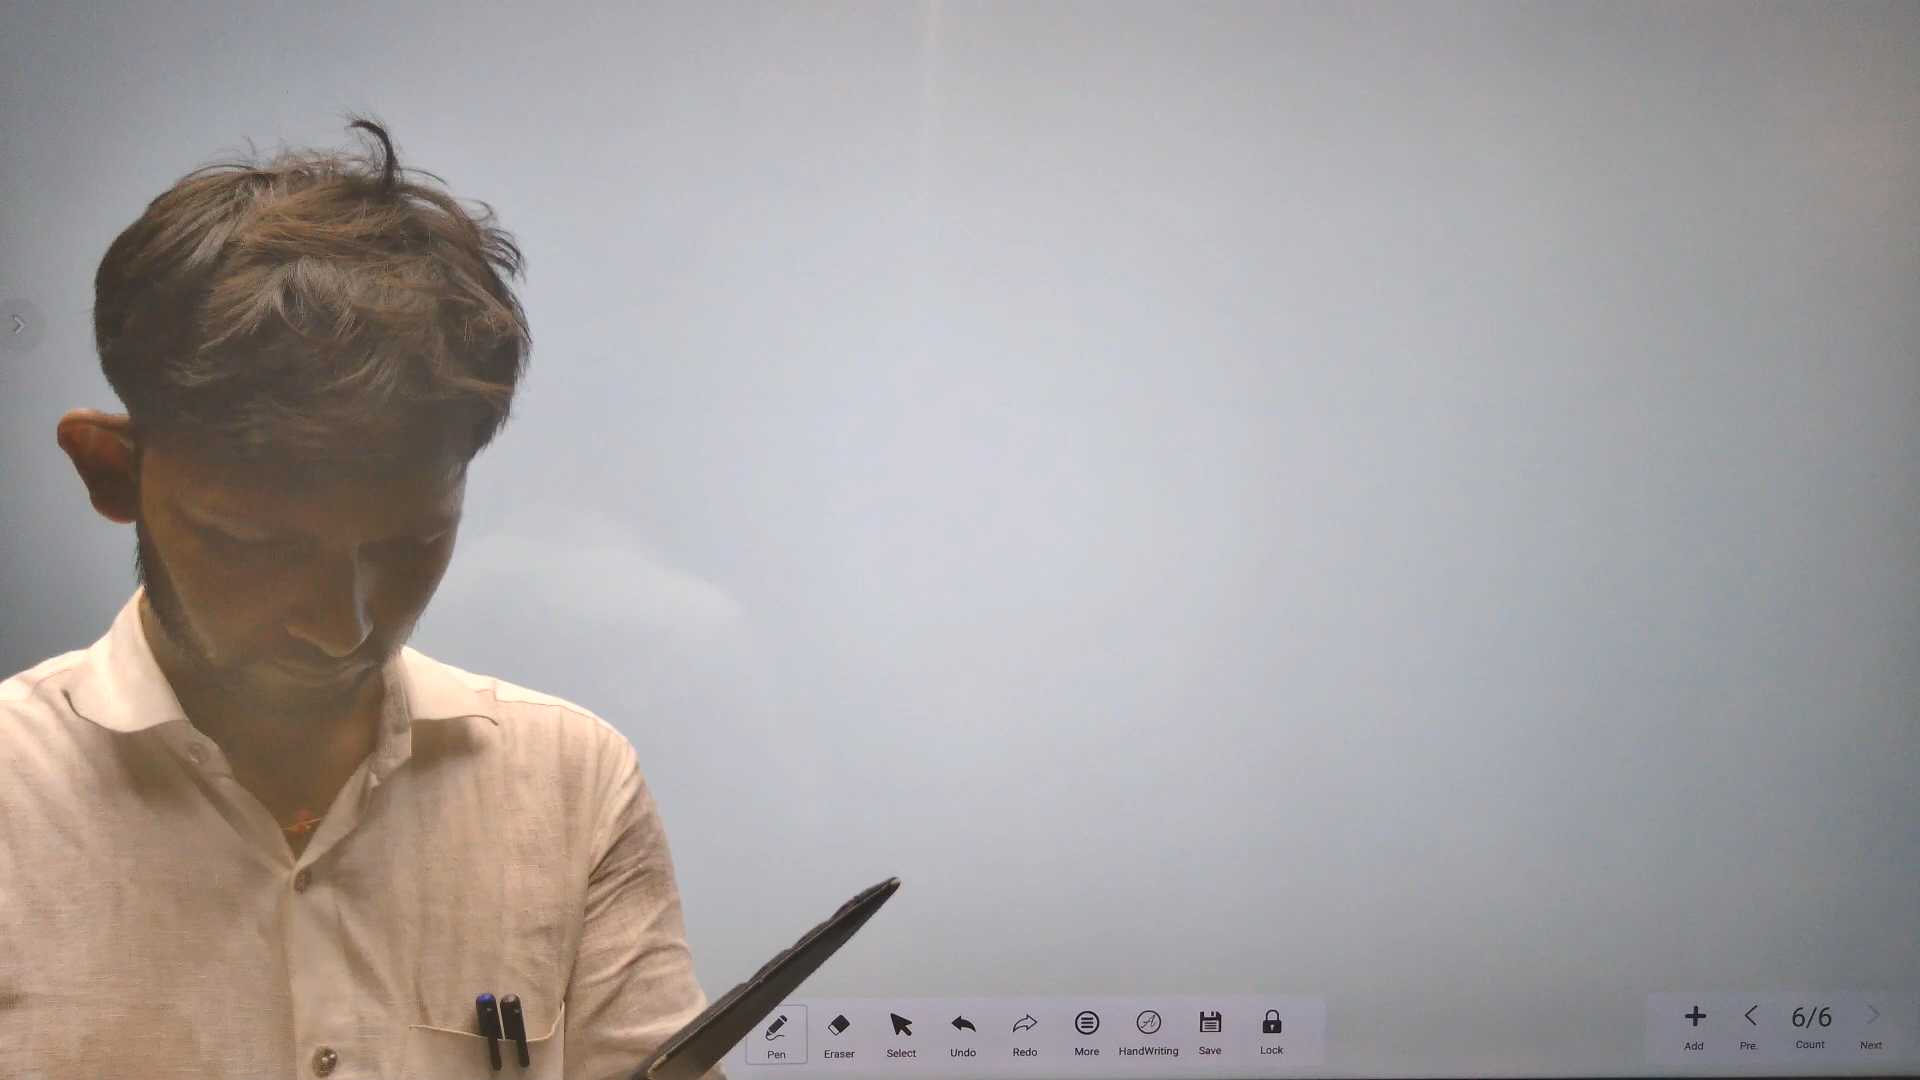 Pen Eraser Select Undo Redo More HandWriting Save Lock
Add Pre. 6/6 Count Next